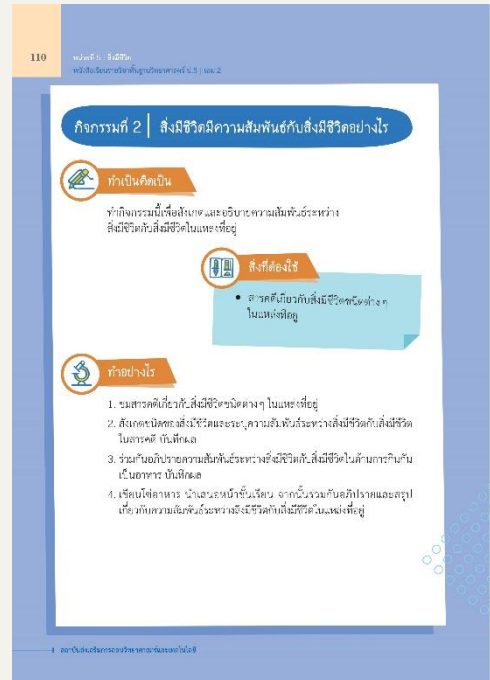 110
หน่วยที่ 5 | สิ่งมีชีวิต
หนังสือเรียนรายวิชาพื้นฐานวิทยาศาสตร์ ป.5 | เล่ม 2
กิจกรรมที่ 2 | สิ่งมีชีวิตมีความสัมพันธ์กับสิ่งมีชีวิตอย่างไร
ทำเป็นคิดเป็น
ทำกิจกรรมนี้เพื่อสังเกตและอธิบายความสัมพันธ์ระหว่าง
สิ่งมีชีวิตกับสิ่งมีชีวิตในแหล่งที่อยู่
สิ่งที่ต้องใช้
• สารคดีเกี่ยวกับสิ่งมีชีวิตชนิดต่าง ๆ
ในแหล่งที่อยู่
ทำอย่างไร
1. ชมสารคดีเกี่ยวกับสิ่งมีชีวิตชนิดต่าง ๆ ในแหล่งที่อยู่
2. สังเกตชนิดของสิ่งมีชีวิตและระบุความสัมพันธ์ระหว่างสิ่งมีชีวิตกับสิ่งมีชีวิต
ในสารคดี บันทึกผล
3. ร่วมกันอภิปรายความสัมพันธ์ระหว่างสิ่งมีชีวิตกับสิ่งมีชีวิตในด้านการกินกัน
เป็นอาหาร บันทึกผล
4. เขียนโซ่อาหาร นำเสนอหน้าชั้นเรียน จากนั้นร่วมกันอภิปรายและสรุป
เกี่ยวกับความสัมพันธ์ระหว่างสิ่งมีชีวิตกับสิ่งมีชีวิตในแหล่งที่อยู่
สถาบันส่งเสริมการสอนวิทยาศาสตร์และเทคโนโลยี